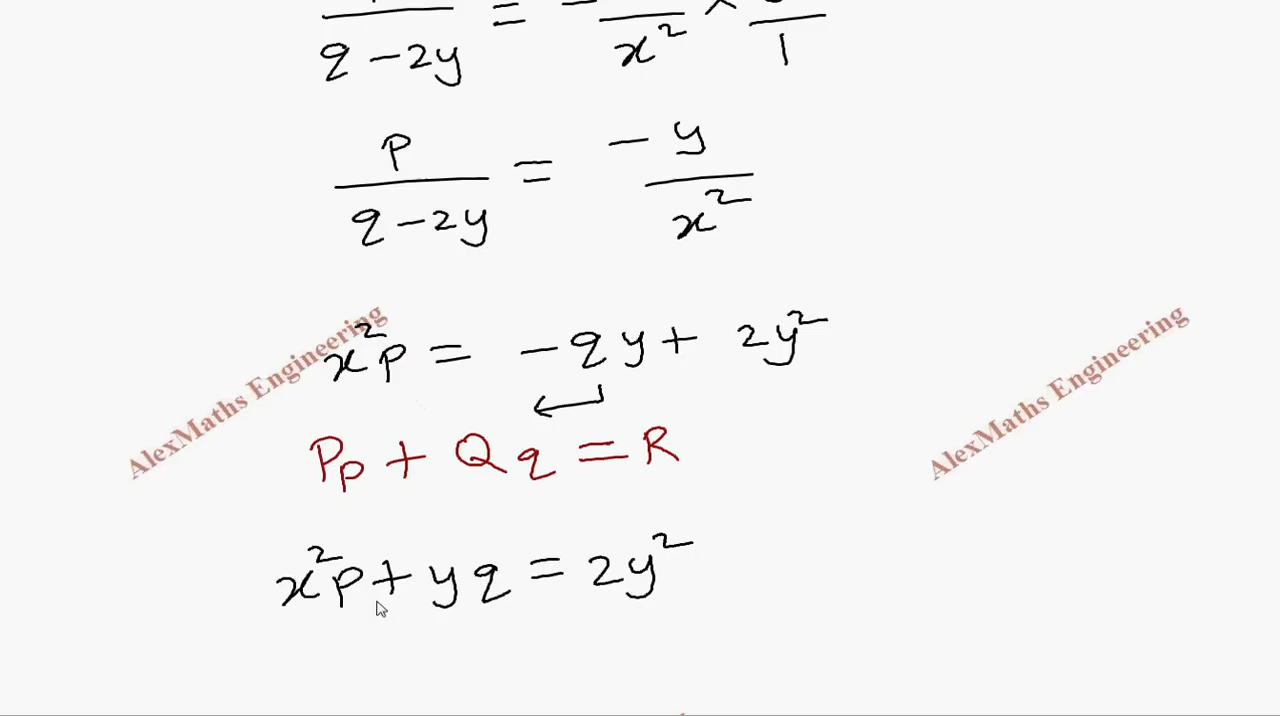 q - 2y = - x² × 1
p / (q - 2y) = - y / x²
x²p = - qy + 2y²
AlexMaths Engineering
AlexMaths Engineering
Pp + Qq = R
x²p + yq = 2y²